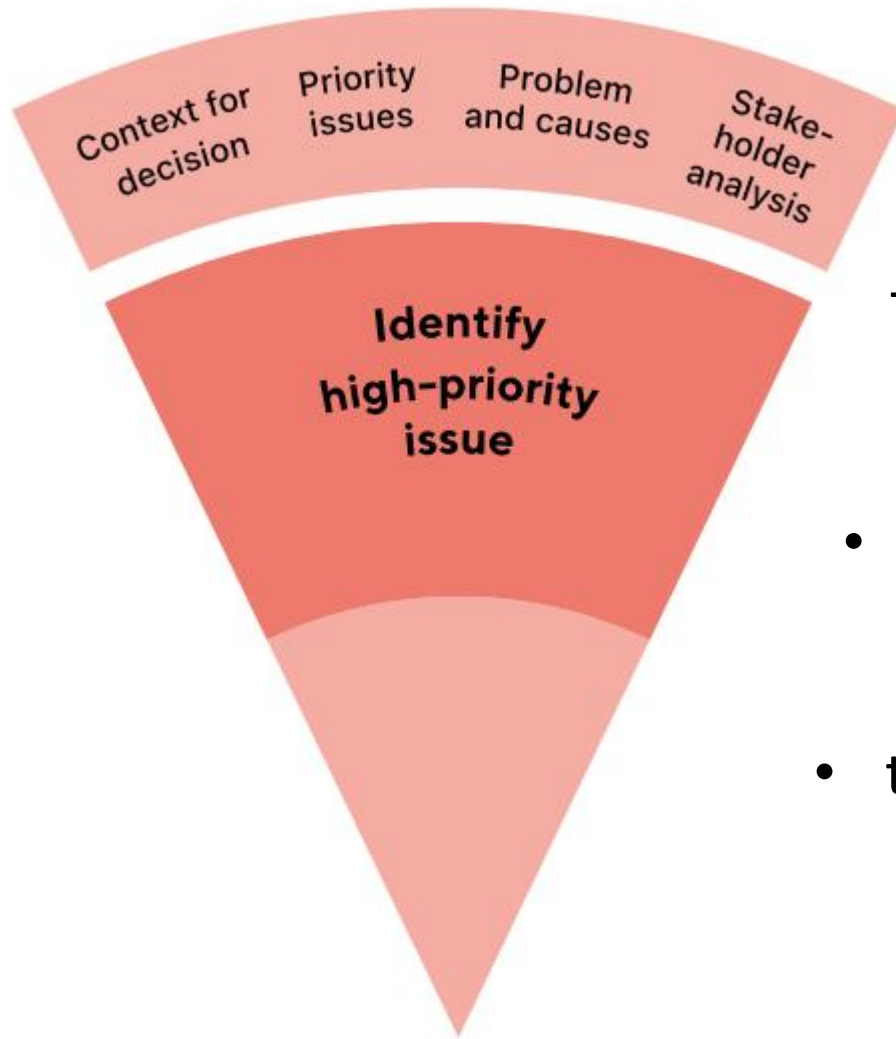 Context for
decision
Priority
issues
Problem
and causes
Stake-
holder
analysis
Identify
high-priority
issue
•
•